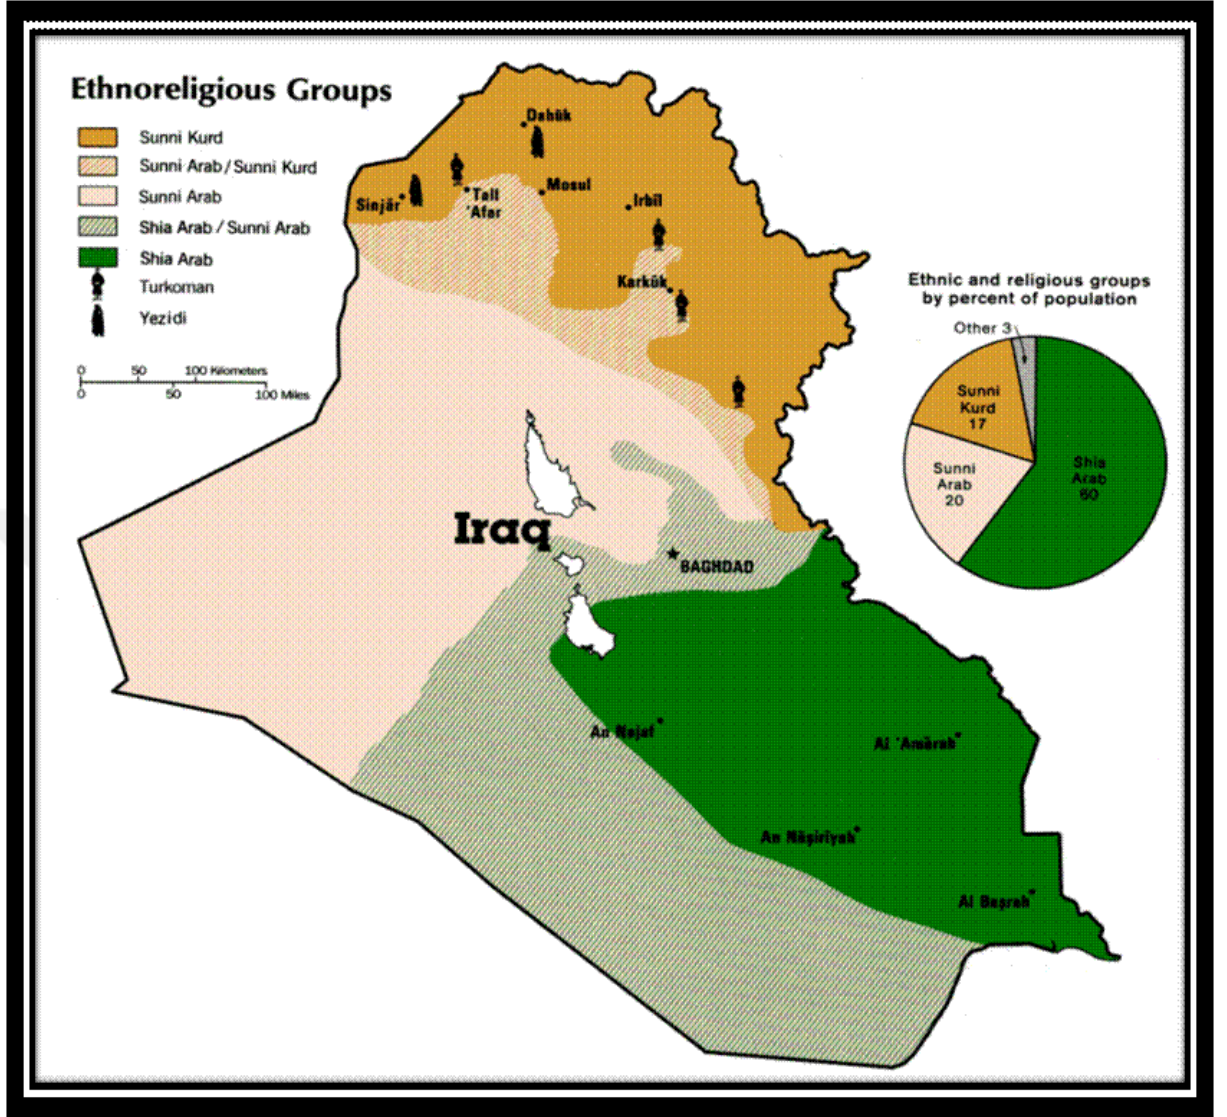 Ethnoreligious Groups
Sunni Kurd
Sunni Arab/Sunni Kurd
Sunni Arab
Shia Arab/Sunni Arab
Shia Arab
Turkoman
Yezidi
0 50 100 Kilometers
0 50 100 Miles
Dahūk
Sinjār
Tall
'Afar
Mosul
Irbīl
Karkūk
Iraq
BAGHDAD
An Najaf
Al 'Amārah
An Nāşirīyah
Al Başrah
Ethnic and religious groups
by percent of population
Other 3
Sunni
Kurd
17
Sunni
Arab
20
Shia
Arab
60